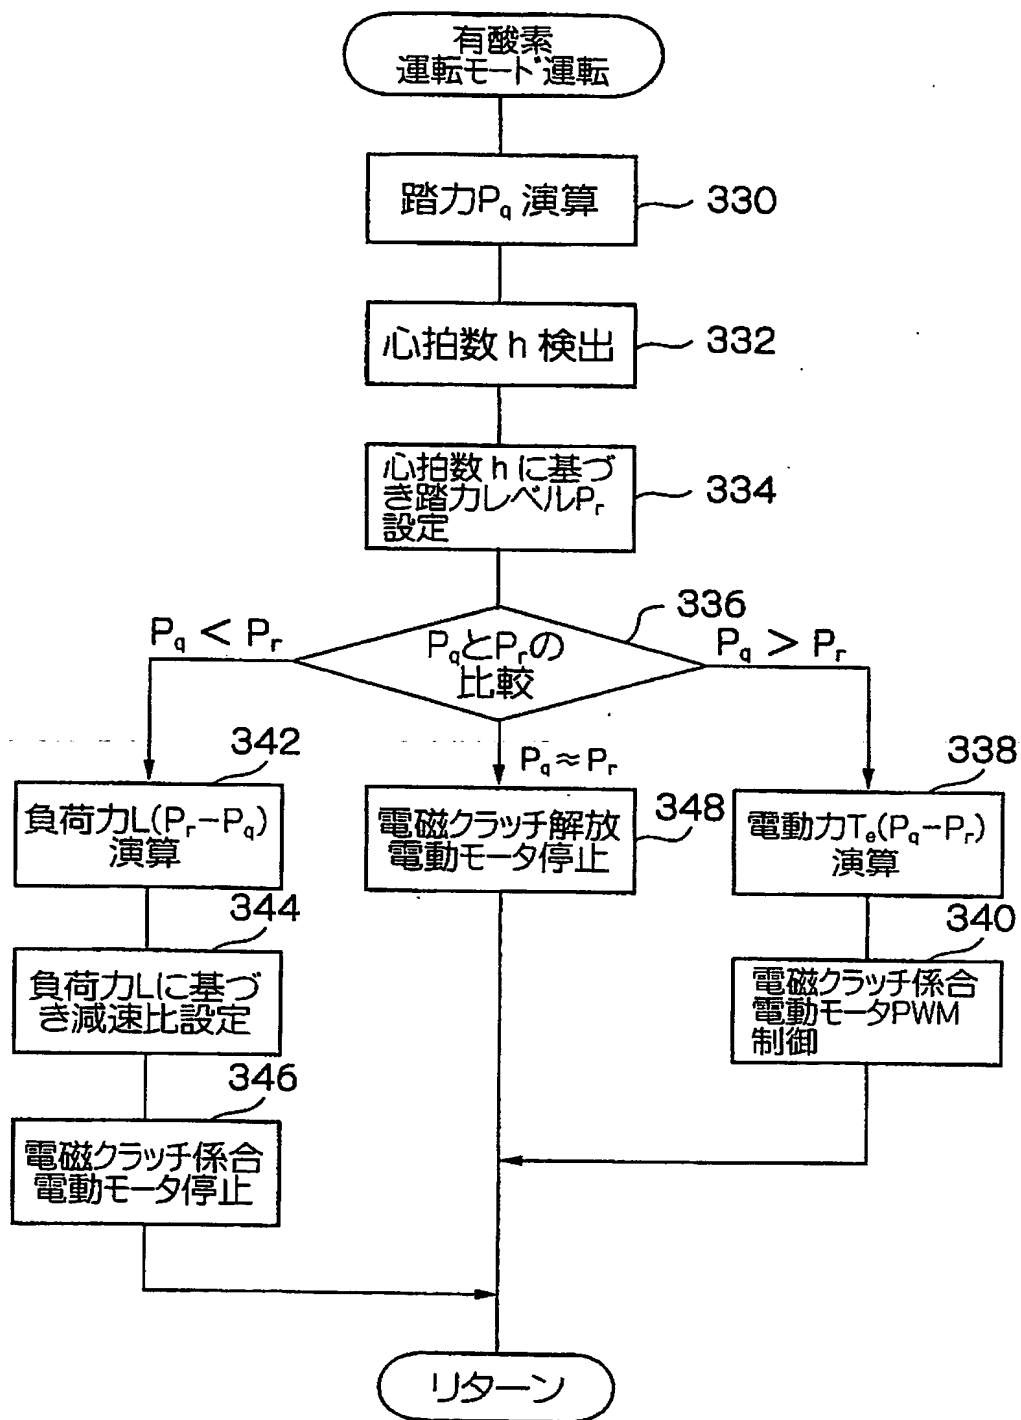 有酸素
運転モード運転
踏力Pq 演算
330
心拍数 h 検出
332
心拍数 h に基づ
き踏力レベルPr
設定
334
336
Pq < Pr
PqとPrの
比較
Pq > Pr
Pq ≈ Pr
342
負荷力L(Pr−Pq)
演算
344
負荷力Lに基づ
き減速比設定
346
電磁クラッチ係合
電動モータ停止
348
電磁クラッチ解放
電動モータ停止
338
電動力Te(Pq−Pr)
演算
340
電磁クラッチ係合
電動モータPWM
制御
リターン